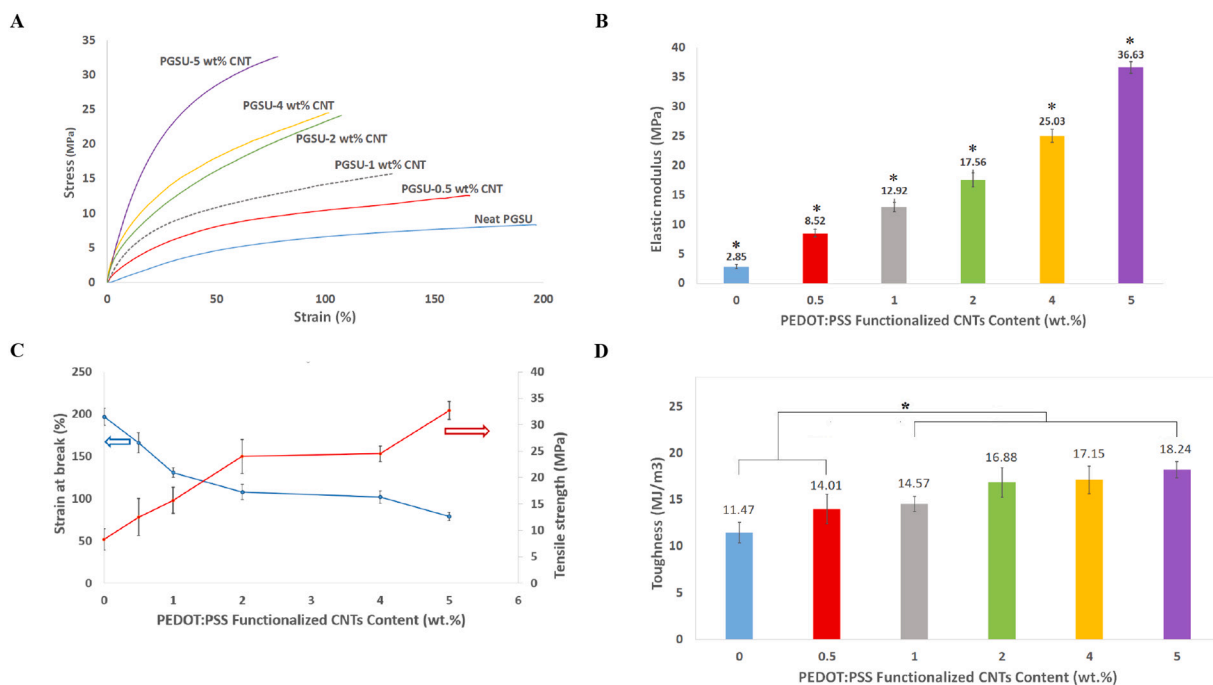 A
35
30
25
20
15
10
5
0
Stress (MPa)
PGSU-5 wt% CNT
PGSU-4 wt% CNT
PGSU-2 wt% CNT
PGSU-1 wt% CNT
PGSU-0.5 wt% CNT
Neat PGSU
0 50 100 150 200
Strain (%)
B
40
35
30
25
20
15
10
5
0
Elastic modulus (MPa)
* * * * * *
2.85 8.52 12.92 17.56 25.03 36.63
0 0.5 1 2 4 5
PEDOT:PSS Functionalized CNTs Content (wt.%)
C
250
200
150
100
50
0
Strain at break (%)
40
35
30
25
20
15
10
5
0
Tensile strength (MPa)
0 1 2 3 4 5 6
PEDOT:PSS Functionalized CNTs Content (wt.%)
D
25
20
15
10
5
0
Toughness (MJ/m3)
*
11.47 14.01 14.57 16.88 17.15 18.24
0 0.5 1 2 4 5
PEDOT:PSS Functionalized CNTs Content (wt.%)